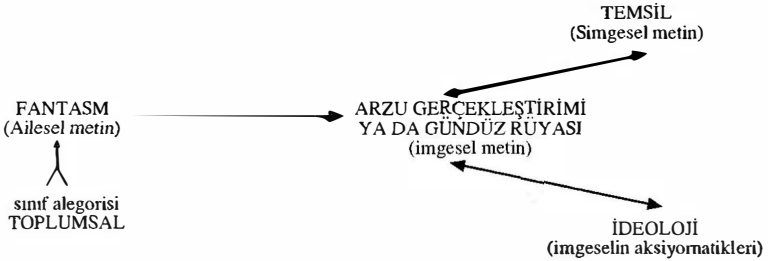 TEMSİL
(Simgesel metin)
FANTASM
(Ailesel metin)
ARZU GERÇEKLEŞTİRİMİ
YA DA GÜNDÜZ RÜYASI
(imgesel metin)
sınıf alegorisi
TOPLUMSAL
İDEOLOJİ
(imgeselin aksiyomatikleri)